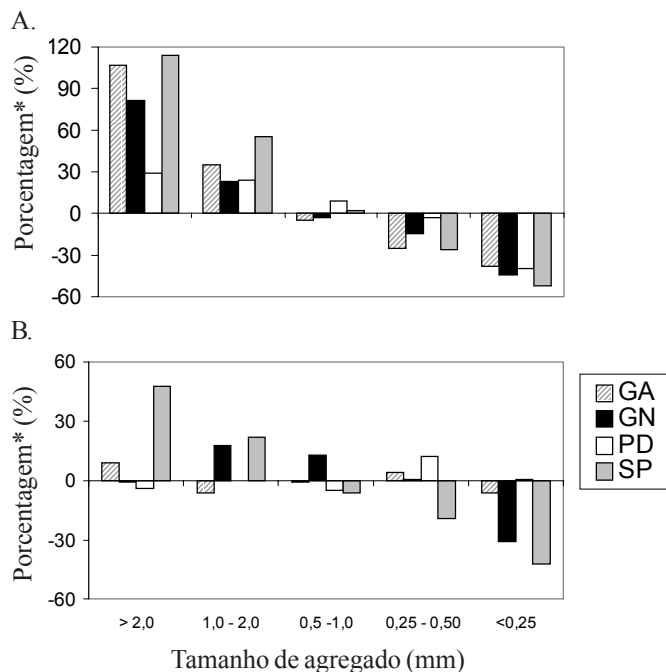 A.
Porcentagem* (%)
120
90
60
30
0
-30
-60
B.
Porcentagem* (%)
60
30
0
-30
-60
> 2,0 1,0 - 2,0 0,5 -1,0 0,25 - 0,50 <0,25
Tamanho de agregado (mm)
GA
GN
PD
SP